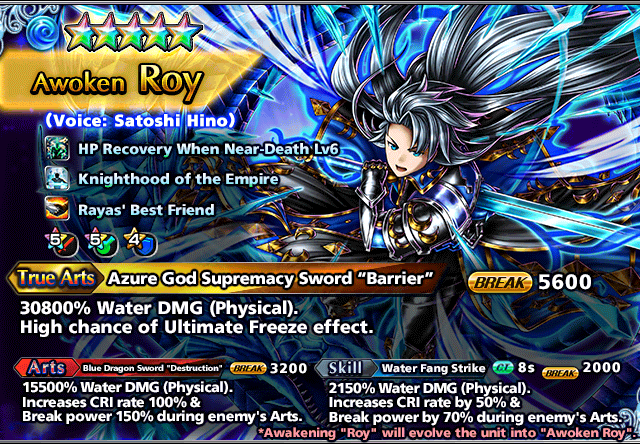 Awoken Roy
(Voice: Satoshi Hino)
HP Recovery When Near-Death Lv6
Knighthood of the Empire
Rayas' Best Friend
5 5 4
True Arts Azure God Supremacy Sword "Barrier" BREAK 5600
30800% Water DMG (Physical).
High chance of Ultimate Freeze effect.
Arts Blue Dragon Sword "Destruction" BREAK 3200
15500% Water DMG (Physical).
Increases CRI rate 100% &
Break power 150% during enemy's Arts.
Skill Water Fang Strike CT 8s BREAK 2000
2150% Water DMG (Physical).
Increases CRI rate by 50% &
Break power by 70% during enemy's Arts.
*Awakening "Roy" will evolve the unit into "Awoken Roy".